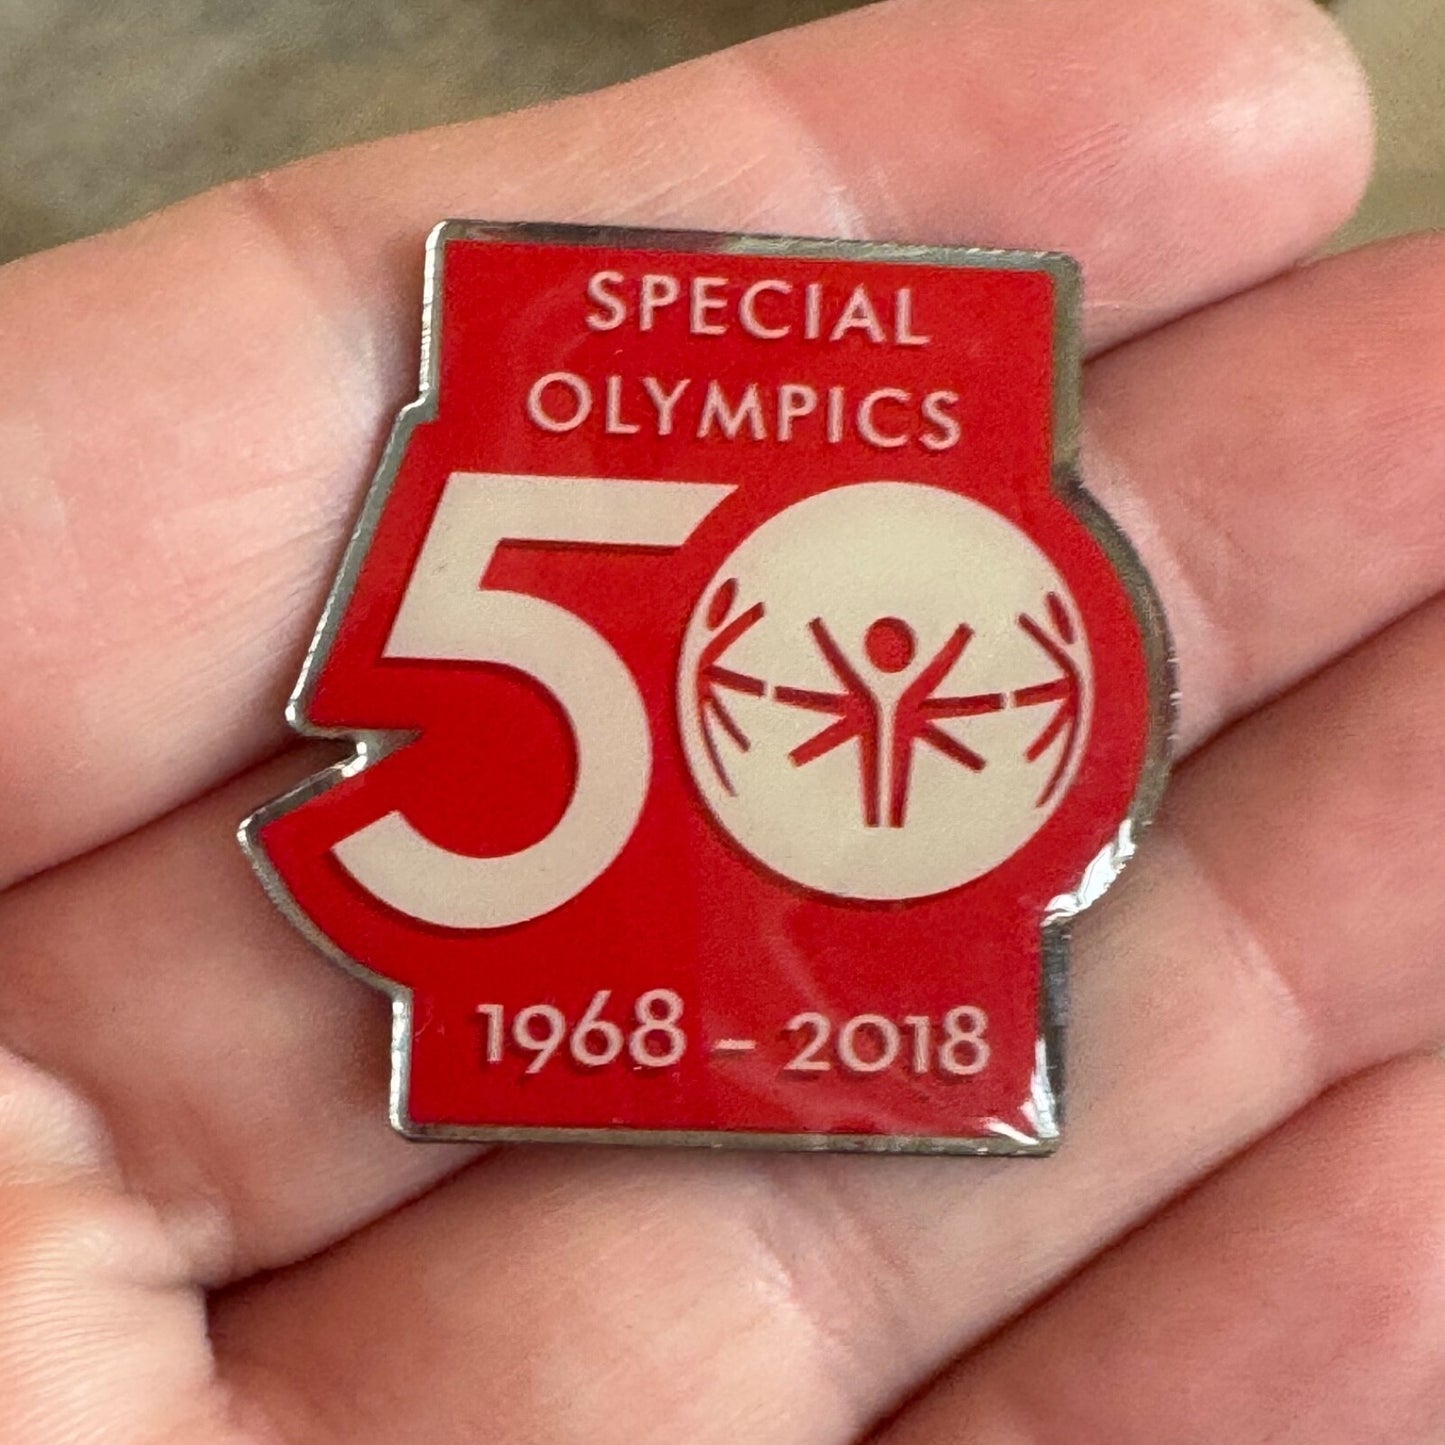 SPECIAL
OLYMPICS
50
1968 – 2018